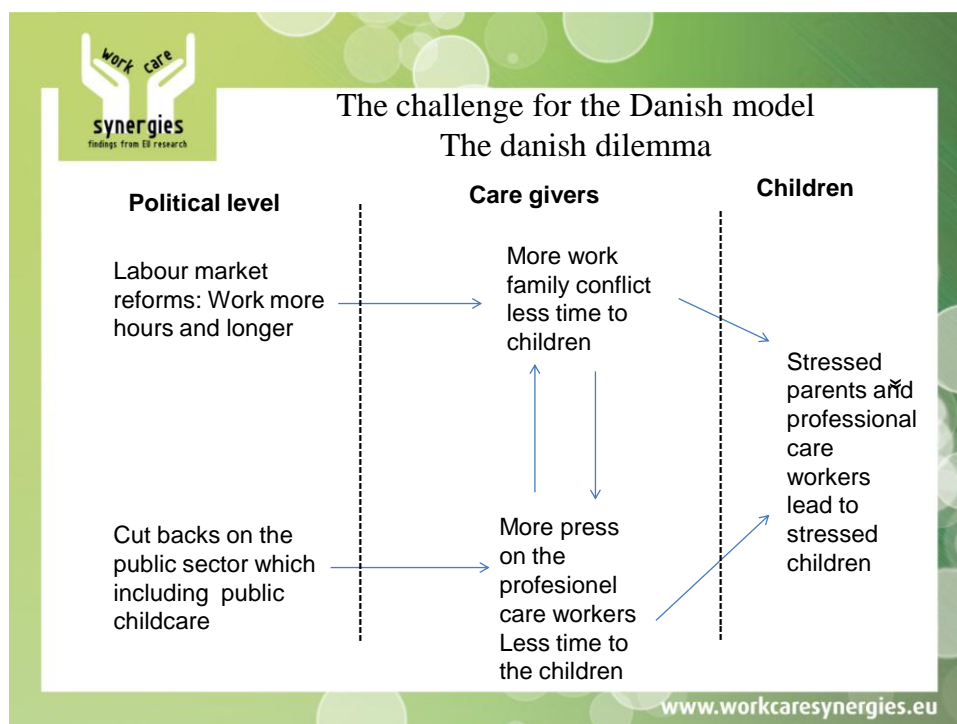 work care
synergies
findings from EU research
The challenge for the Danish model
The danish dilemma
Political level
Care givers
Children
Labour market
reforms: Work more
hours and longer
More work
family conflict
less time to
children
Stressed
parents and
professional
care
workers
lead to
stressed
children
Cut backs on the
public sector which
including public
childcare
More press
on the
profesionel
care workers
Less time to
the children
www.workcaresynergies.eu